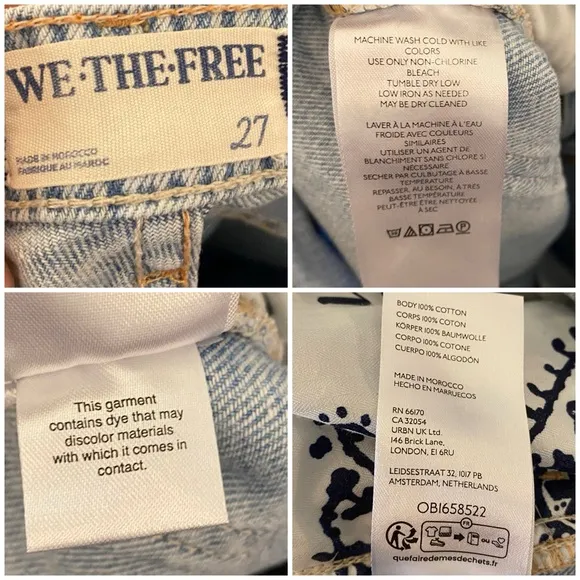 WE•THE•FREE
27
MADE IN MOROCCO
FABRIQUE AU MAROC
MACHINE WASH COLD WITH LIKE
COLORS
USE ONLY NON-CHLORINE
BLEACH
TUMBLE DRY LOW
LOW IRON AS NEEDED
MAY BE DRY CLEANED
LAVER À LA MACHINE À L'EAU
FROIDE AVEC COULEURS
SIMILAIRES
UTILISER UN AGENT DE
BLANCHIMENT SANS CHLORE SI
NÉCESSAIRE
SECHER PAR CULBUTAGE À BASSE
TEMPÉRATURE
REPASSER, AU BESOIN, À TRÈS
BASSE TEMPÉRATURE
PEUT-ÊTRE ÊTRE NETTOYÉE
À SEC
P
This garment
contains dye that may
discolor materials
with which it comes in
contact.
BODY 100% COTTON
CORPS 100% COTON
KÖRPER 100% BAUMWOLLE
CORPO 100% COTONE
CUERPO 100% ALGODÓN
MADE IN MOROCCO
HECHO EN MARRUECOS
RN 66170
CA 32054
URBN UK Ltd.
146 Brick Lane,
LONDON, E1 6RU
LEIDSESTRAAT 32, 1017 PB
AMSTERDAM, NETHERLANDS
OB1658522
FR
ou
quefairedemesdechets.fr